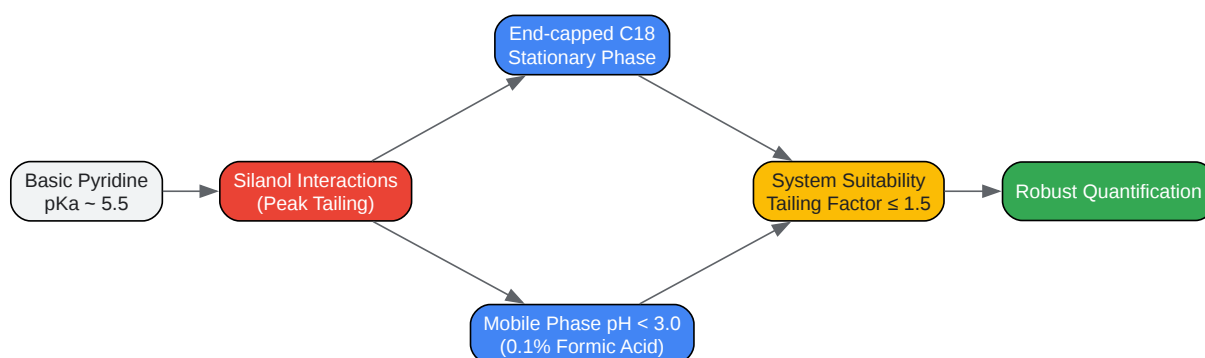 Basic Pyridine
pKa ~ 5.5
Silanol Interactions
(Peak Tailing)
End-capped C18
Stationary Phase
Mobile Phase pH < 3.0
(0.1% Formic Acid)
System Suitability
Tailing Factor ≤ 1.5
Robust Quantification